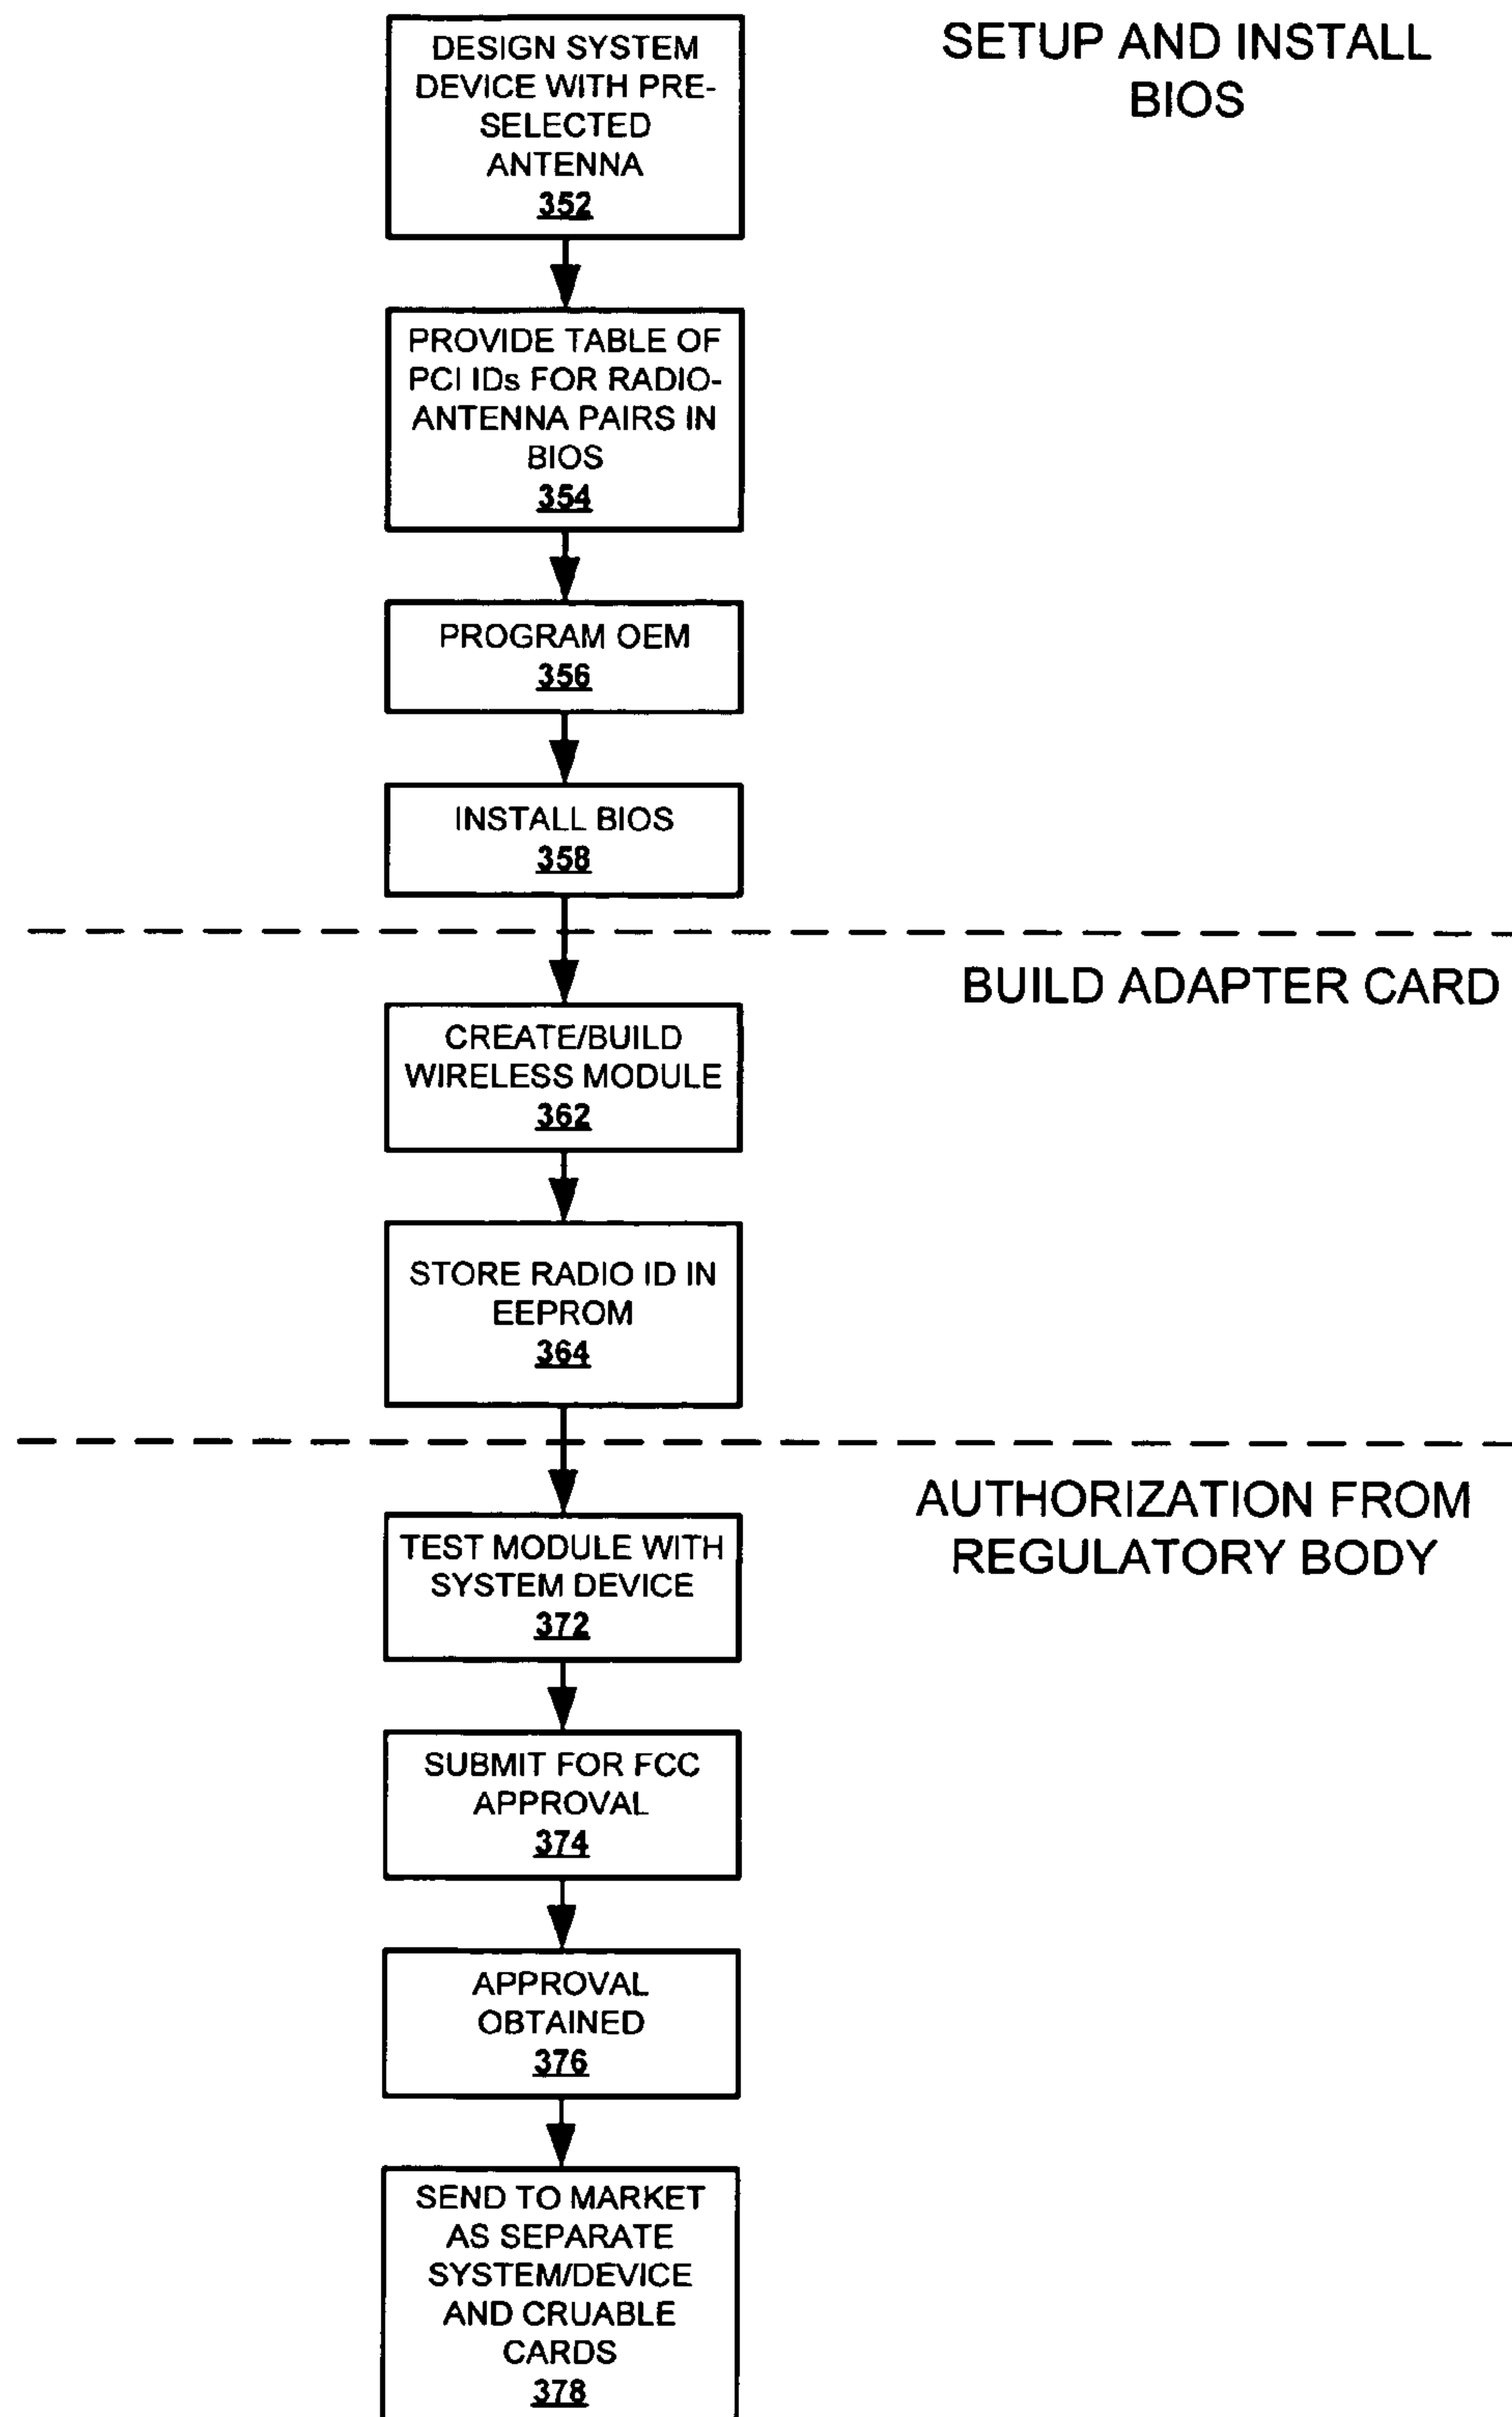 DESIGN SYSTEM
DEVICE WITH PRE-
SELECTED
ANTENNA
352
SETUP AND INSTALL
BIOS
PROVIDE TABLE OF
PCI IDs FOR RADIO-
ANTENNA PAIRS IN
BIOS
354
PROGRAM OEM
356
INSTALL BIOS
358
BUILD ADAPTER CARD
CREATE/BUILD
WIRELESS MODULE
362
STORE RADIO ID IN
EEPROM
364
AUTHORIZATION FROM
REGULATORY BODY
TEST MODULE WITH
SYSTEM DEVICE
372
SUBMIT FOR FCC
APPROVAL
374
APPROVAL
OBTAINED
376
SEND TO MARKET
AS SEPARATE
SYSTEM/DEVICE
AND CRUABLE
CARDS
378